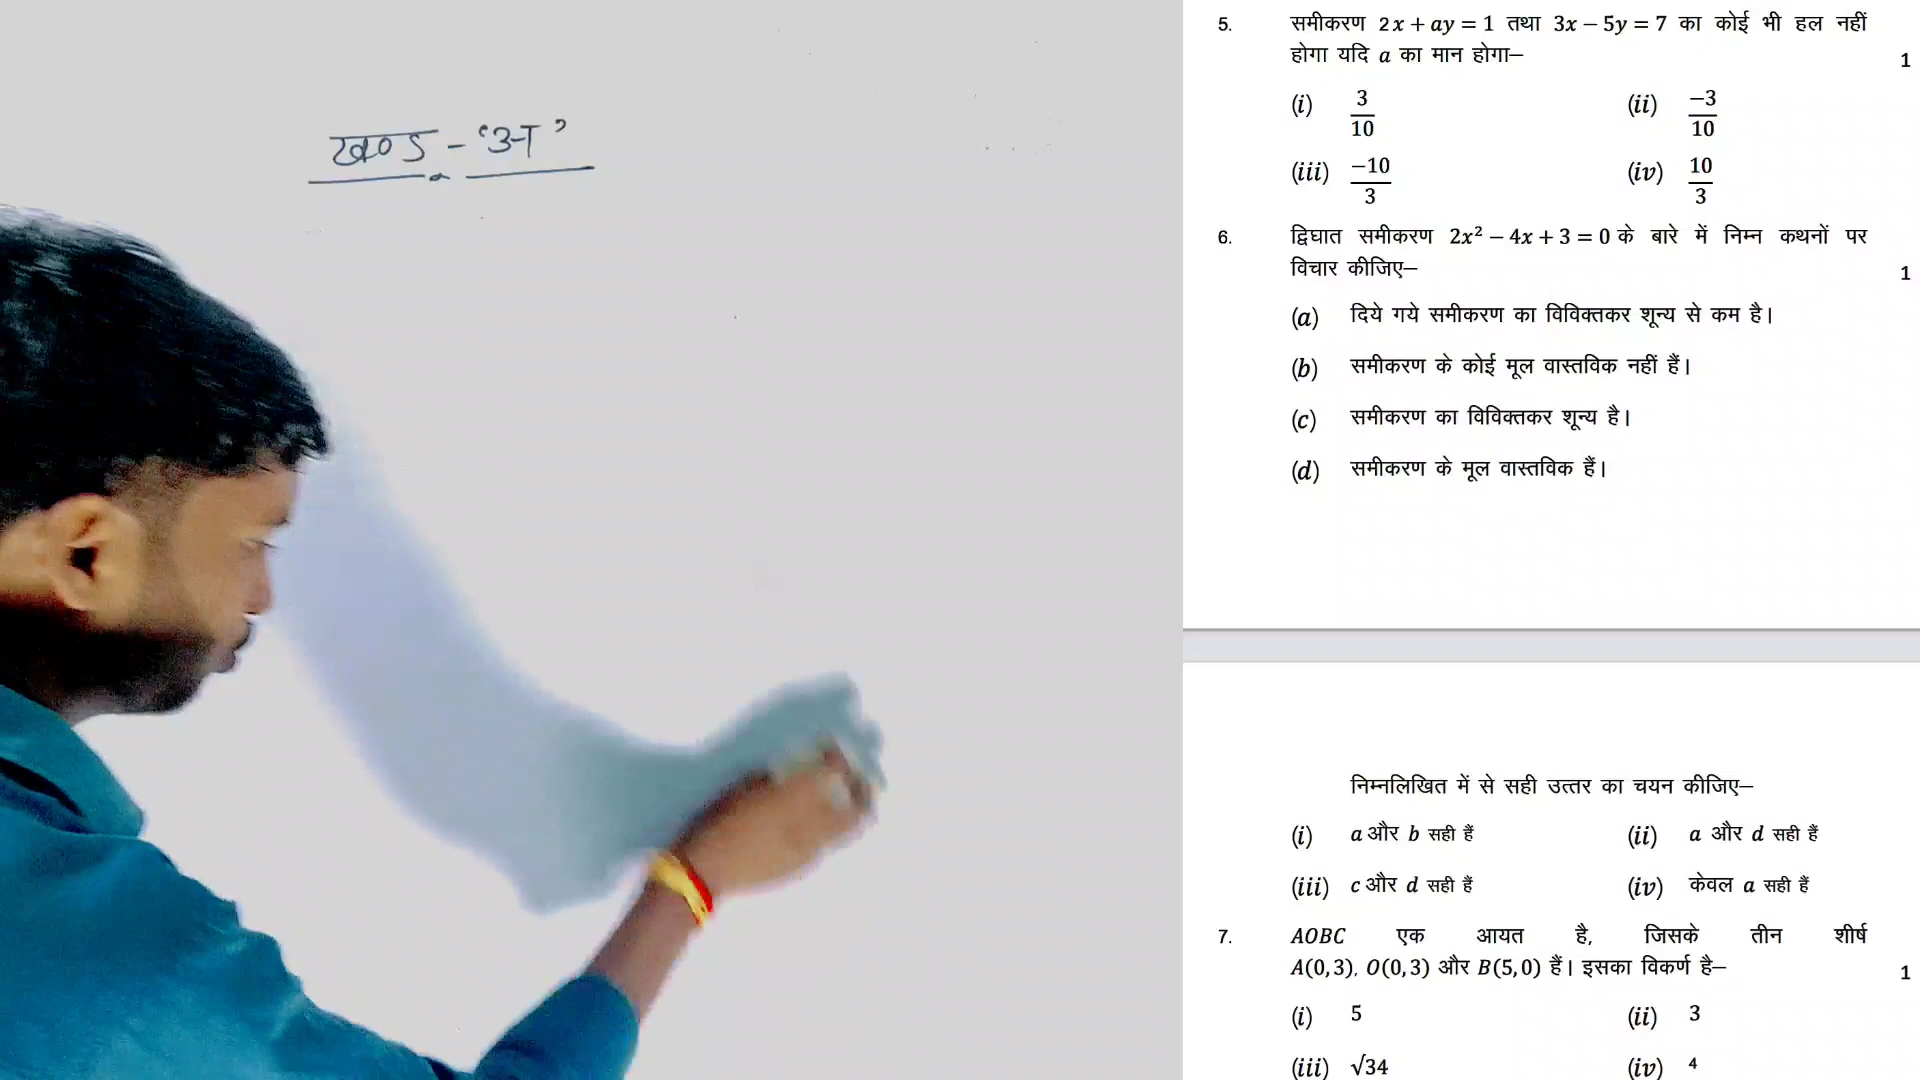 खण्ड - 'अ'
5. समीकरण 2x + ay = 1 तथा 3x − 5y = 7 का कोई भी हल नहीं
होगा यदि a का मान होगा— 1
(i) 3/10 (ii) −3/10
(iii) −10/3 (iv) 10/3
6. द्विघात समीकरण 2x² − 4x + 3 = 0 के बारे में निम्न कथनों पर
विचार कीजिए— 1
(a) दिये गये समीकरण का विविक्तकर शून्य से कम है।
(b) समीकरण के कोई मूल वास्तविक नहीं हैं।
(c) समीकरण का विविक्तकर शून्य है।
(d) समीकरण के मूल वास्तविक हैं।
निम्नलिखित में से सही उत्तर का चयन कीजिए—
(i) a और b सही हैं (ii) a और d सही हैं
(iii) c और d सही हैं (iv) केवल a सही हैं
7. AOBC एक आयत है, जिसके तीन शीर्ष
A(0,3), O(0,3) और B(5,0) हैं। इसका विकर्ण है— 1
(i) 5 (ii) 3
(iii) √34 (iv) 4